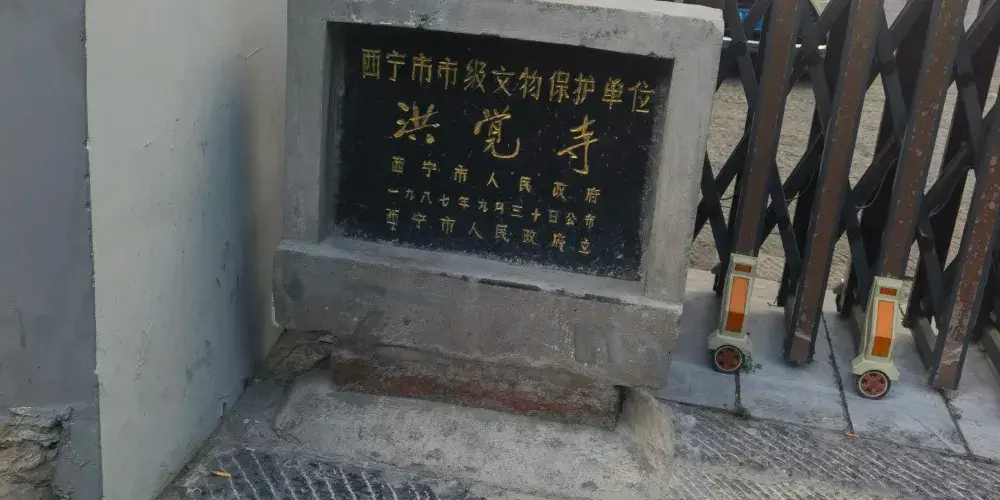 西宁市市级文物保护单位
洪觉寺
西宁市人民政府
一九八七年九月三十日公布
西宁市人民政府立